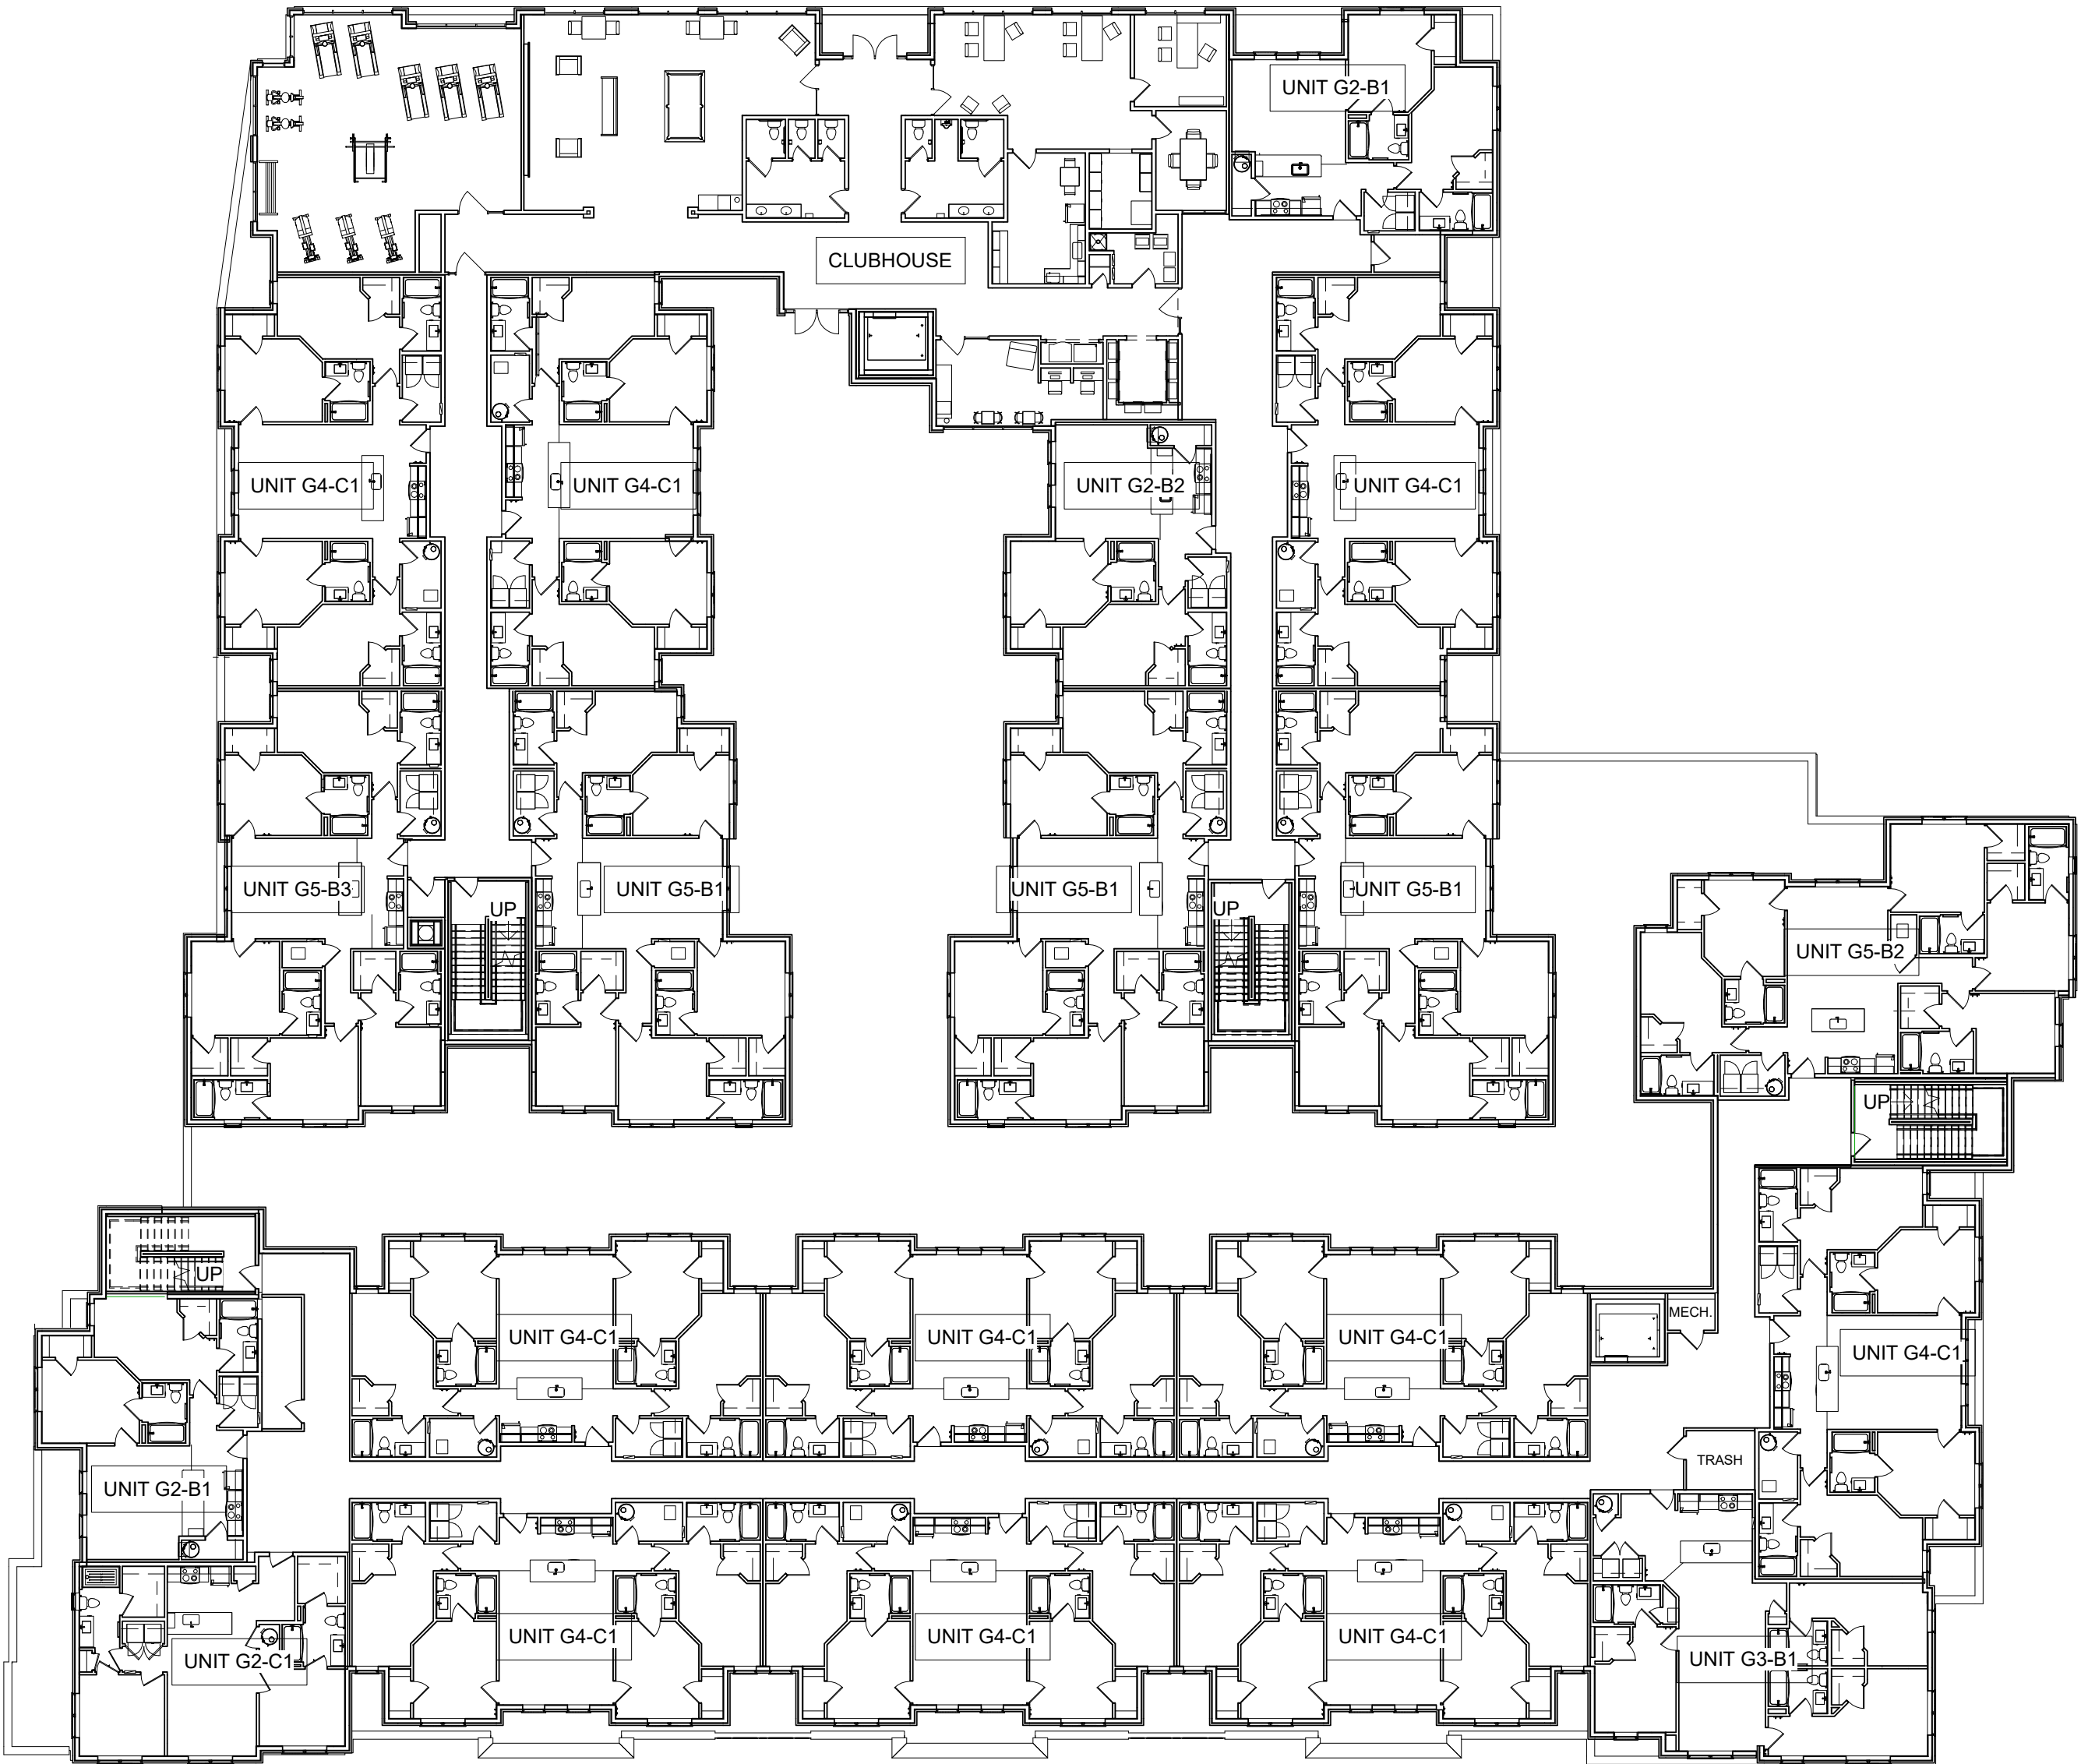 UNIT G2-B1
CLUBHOUSE
UNIT G4-C1
UNIT G4-C1
UNIT G2-B2
UNIT G4-C1
UNIT G5-B3
UNIT G5-B1
UNIT G5-B1
UNIT G5-B1
UP
UP
UNIT G5-B2
UP
UP
MECH.
UNIT G4-C1
UNIT G4-C1
UNIT G4-C1
UNIT G4-C1
TRASH
UNIT G2-B1
UNIT G4-C1
UNIT G4-C1
UNIT G4-C1
UNIT G3-B1
UNIT G2-C1